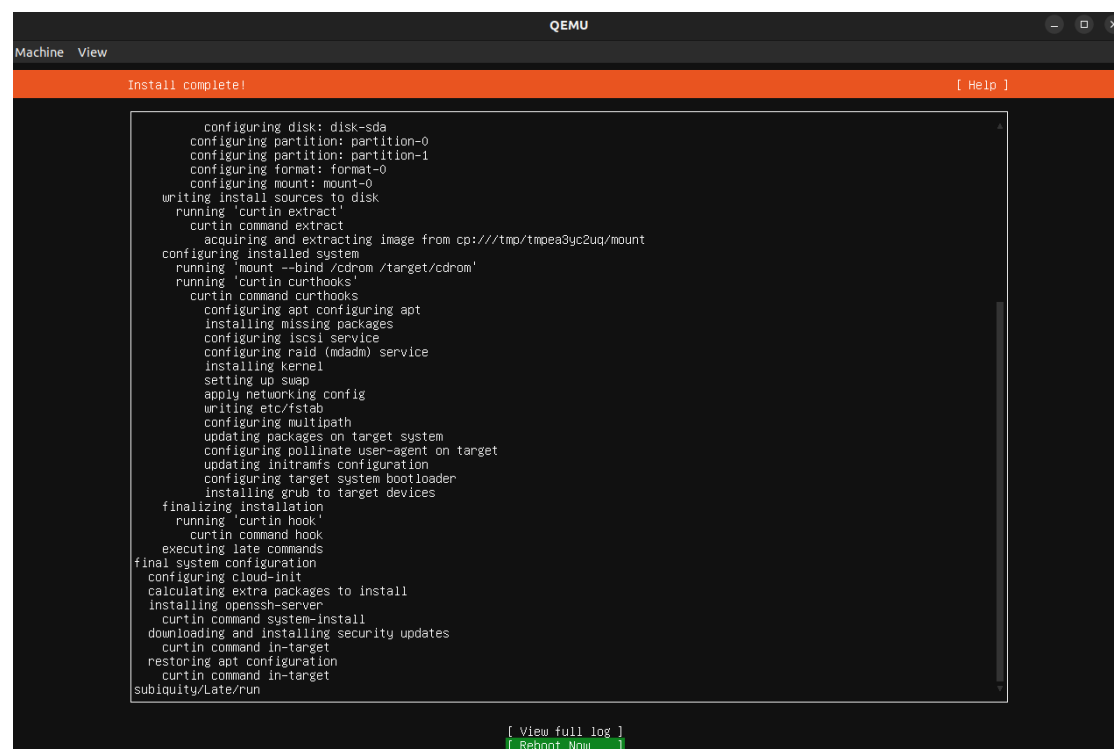 QEMU
Machine View
Install complete! [ Help ]
configuring disk: disk-sda
configuring partition: partition-0
configuring partition: partition-1
configuring format: format-0
configuring mount: mount-0
writing install sources to disk
running 'curtin extract'
curtin command extract
acquiring and extracting image from cp:///tmp/tmpea3yc2uq/mount
configuring installed system
running 'mount --bind /cdrom /target/cdrom'
running 'curtin curthooks'
curtin command curthooks
configuring apt configuring apt
installing missing packages
configuring iscsi service
configuring raid (mdadm) service
installing kernel
setting up swap
apply networking config
writing etc/fstab
configuring multipath
updating packages on target system
configuring pollinate user-agent on target
updating initramfs configuration
configuring target system bootloader
installing grub to target devices
finalizing installation
running 'curtin hook'
curtin command hook
executing late commands
final system configuration
configuring cloud-init
calculating extra packages to install
installing openssh-server
curtin command system-install
downloading and installing security updates
curtin command in-target
restoring apt configuration
curtin command in-target
subiquity/Late/run
[ View full log ]
[ Reboot Now ]